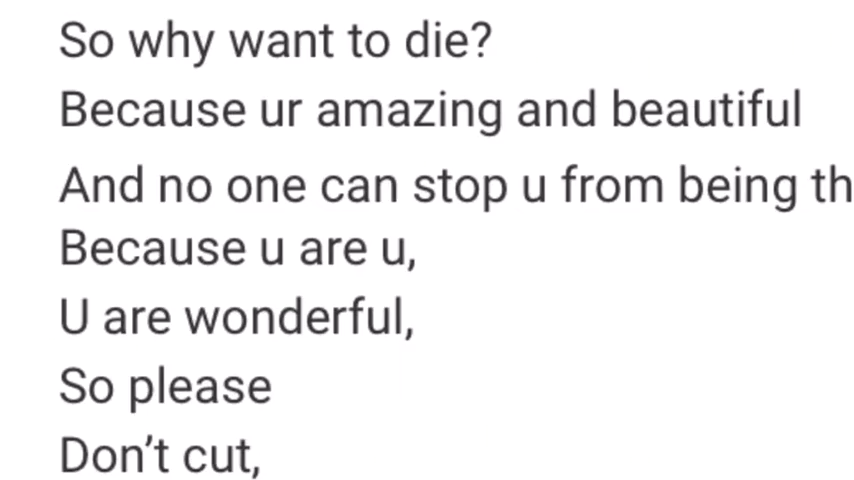 So why want to die?
Because ur amazing and beautiful
And no one can stop u from being th
Because u are u,
U are wonderful,
So please
Don't cut,